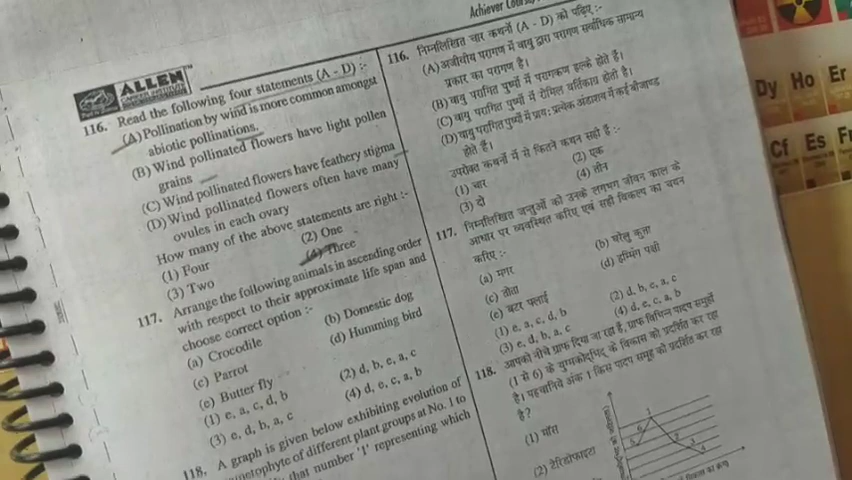 Achiever
ALLEN
CAREER INSTITUTE
116. Read the following four statements (A - D) :-
(A) Pollination by wind is more common amongst
abiotic pollinations.
(B) Wind pollinated flowers have light pollen
grains
(C) Wind pollinated flowers have feathery stigma
(D) Wind pollinated flowers often have many
ovules in each ovary
How many of the above statements are right :-
(1) Four
(2) One
(3) Two
(4) Three
117. Arrange the following animals in ascending order
with respect to their approximate life span and
choose correct option :-
(a) Crocodile
(b) Domestic dog
(c) Parrot
(d) Humming bird
(e) Butter fly
(1) e, a, c, d, b
(2) d, b, e, a, c
(3) e, d, b, a, c
(4) d, e, c, a, b
118. A graph is given below exhibiting evolution of
of different plant groups at No. 1 to
that number '1' representing which
116. निम्नलिखित चार कथनों (A - D) को पढ़िए :-
(A) अजीवीय परागण में वायु द्वारा परागण सर्वाधिक सामान्य
प्रकार का परागण है।
(B) वायु परागित पुष्पों में परागकण हल्के होते हैं।
(C) वायु परागित पुष्पों में रोमिल वर्तिकाग्र होती है।
(D) वायु परागित पुष्पों में प्राय: प्रत्येक अंडाशय में कई बीजाण्ड
होते हैं।
उपरोक्त कथनों में से कितने कथन सही हैं :-
(1) चार
(2) एक
(3) दो
(4) तीन
117. निम्नलिखित जन्तुओं को उनके लगभग जीवन काल के
आधार पर व्यवस्थित करिए एवं सही विकल्प का चयन
करिए :-
(a) मगर
(b) घरेलु कुत्ता
(c) तोता
(d) हमिंग पक्षी
(e) बटर फ्लाई
(1) e, a, c, d, b
(2) d, b, e, a, c
(3) e, d, b, a, c
(4) d, e, c, a, b
118. आपको नीचे ग्राफ दिया जा रहा है, ग्राफ विभिन्न पादप समूहों
(1 से 6) के युग्मकोद्भिद् के विकास को प्रदर्शित कर रहा
है। पहचानिये अंक 1 किस पादप समूह को प्रदर्शित कर रहा
है?
(1) मॉस
(2) टेरिडोफाइटा
1
6
5
2
3
4
Dy Ho Er
Cf Es